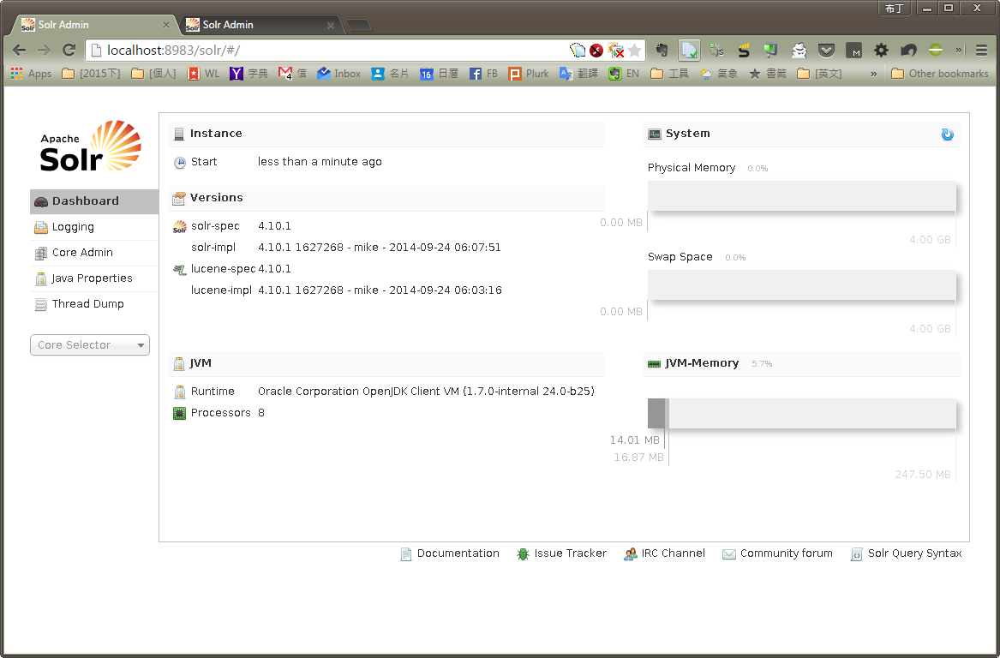 布丁
Solr Admin
Solr Admin
localhost:8983/solr/#/
Apps [2015下] [個人] WL 字典 4 信 Inbox 名片 16 日曆 FB Plurk 翻譯 EN 工具 氣象 書籤 [英文] » Other bookmarks
Apache
Solr
Dashboard
Logging
Core Admin
Java Properties
Thread Dump
Core Selector
Instance
Start less than a minute ago
Versions
solr-spec 4.10.1
solr-impl 4.10.1 1627268 - mike - 2014-09-24 06:07:51
lucene-spec 4.10.1
lucene-impl 4.10.1 1627268 - mike - 2014-09-24 06:03:16
JVM
Runtime Oracle Corporation OpenJDK Client VM (1.7.0-internal 24.0-b25)
Processors 8
System
Physical Memory 0.0%
0.00 MB
4.00 GB
Swap Space 0.0%
0.00 MB
4.00 GB
JVM-Memory 5.7%
14.01 MB
16.87 MB
247.50 MB
Documentation Issue Tracker IRC Channel Community forum Solr Query Syntax